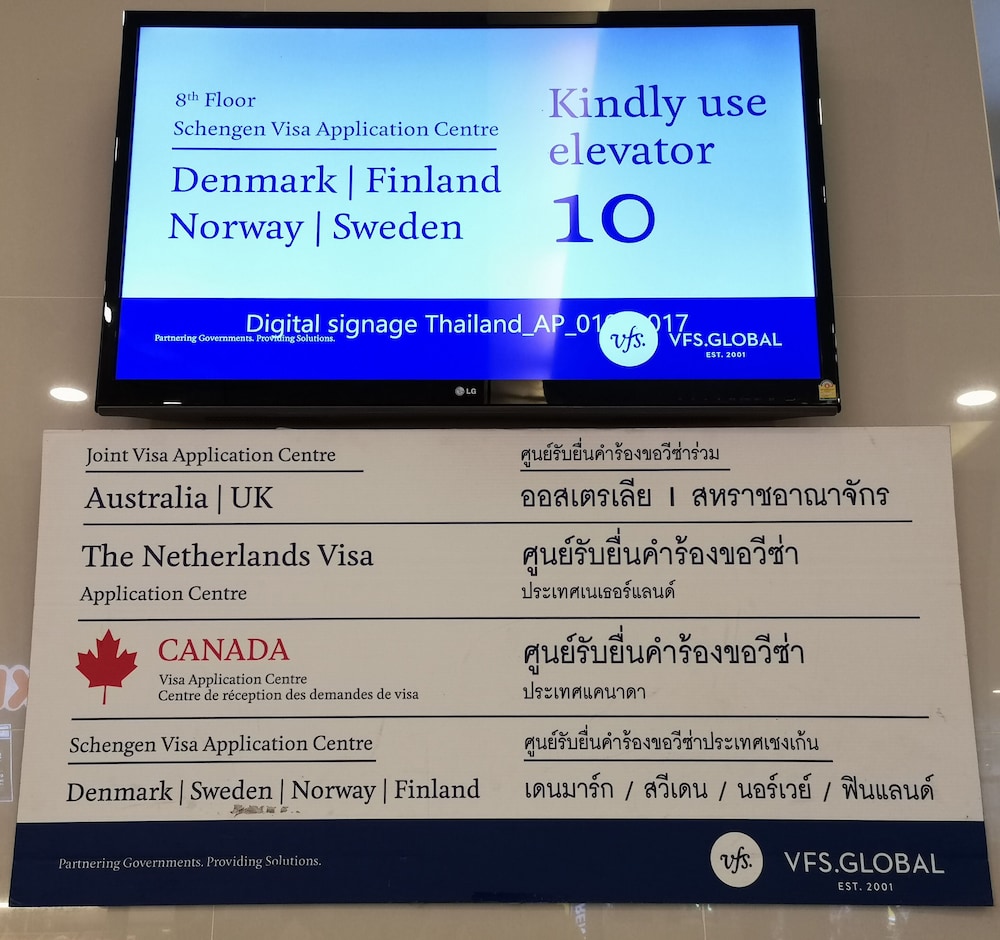 8th Floor
Schengen Visa Application Centre
Denmark | Finland
Norway | Sweden
Kindly use
elevator
10
Digital signage Thailand_AP_01 017
Partnering Governments. Providing Solutions.
vfs.
VFS.GLOBAL
EST. 2001
LG
Joint Visa Application Centre
ศูนย์รับยื่นคำร้องขอวีซ่าร่วม
Australia | UK
ออสเตรเลีย I สหราชอาณาจักร
The Netherlands Visa
Application Centre
ศูนย์รับยื่นคำร้องขอวีซ่า
ประเทศเนเธอร์แลนด์
CANADA
Visa Application Centre
Centre de réception des demandes de visa
ศูนย์รับยื่นคำร้องขอวีซ่า
ประเทศแคนาดา
Schengen Visa Application Centre
ศูนย์รับยื่นคำร้องขอวีซ่าประเทศเชงเก้น
Denmark | Sweden | Norway | Finland
เดนมาร์ก / สวีเดน / นอร์เวย์ / ฟินแลนด์
Partnering Governments. Providing Solutions.
vfs.
VFS.GLOBAL
EST. 2001